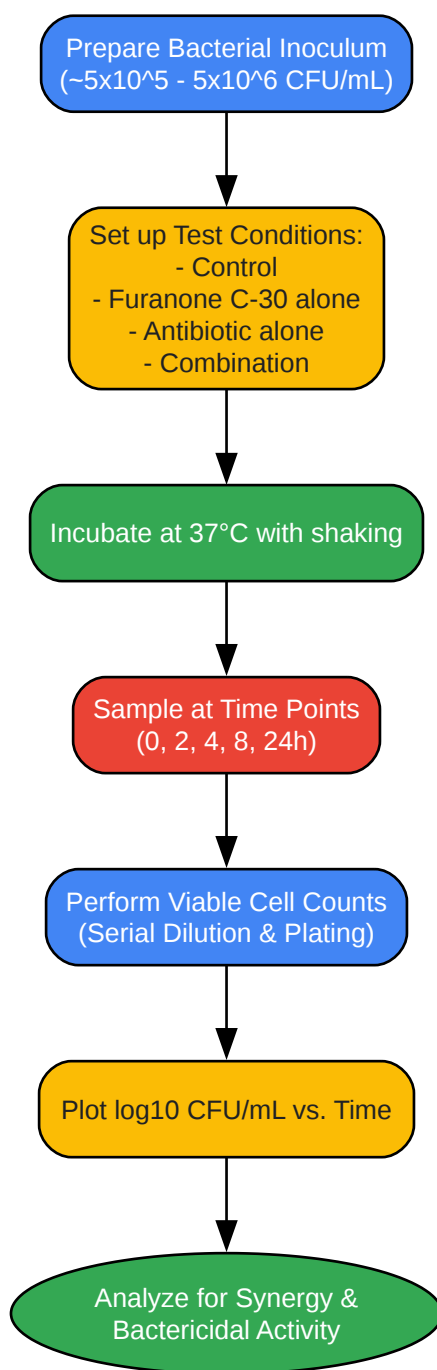 Prepare Bacterial Inoculum
(~5x10^5 - 5x10^6 CFU/mL)
Set up Test Conditions:
- Control
- Furanone C-30 alone
- Antibiotic alone
- Combination
Incubate at 37°C with shaking
Sample at Time Points
(0, 2, 4, 8, 24h)
Perform Viable Cell Counts
(Serial Dilution & Plating)
Plot log10 CFU/mL vs. Time
Analyze for Synergy &
Bactericidal Activity